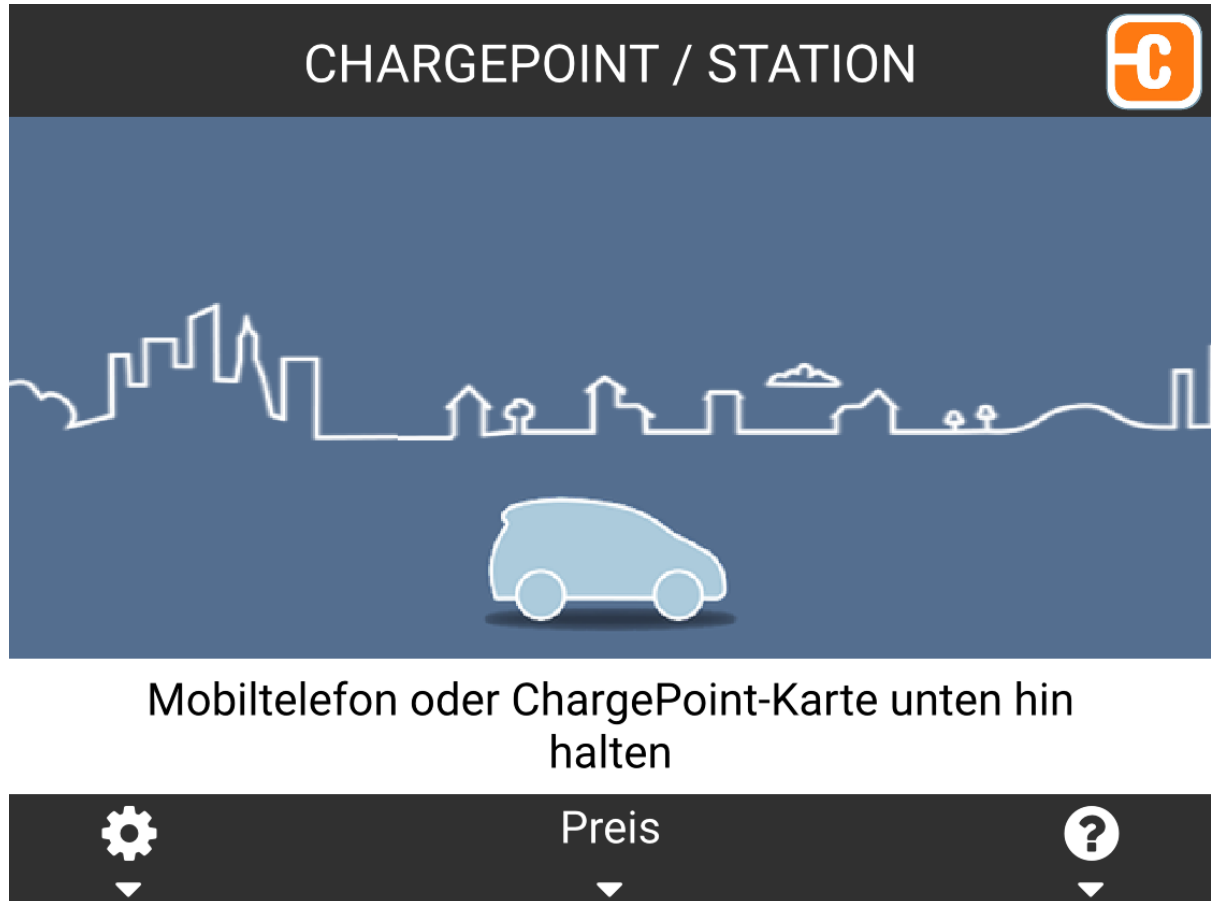 CHARGEPOINT / STATION
Mobiltelefon oder ChargePoint-Karte unten hin
halten
Preis